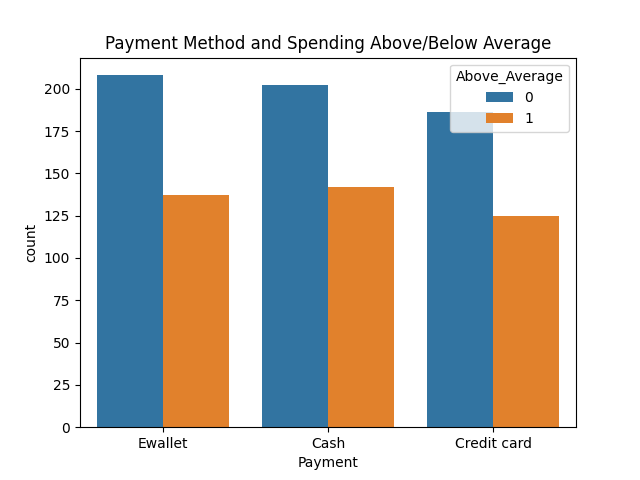 Payment Method and Spending Above/Below Average
Above_Average
0
1
200
175
150
125
100
75
50
25
0
count
Ewallet
Cash
Credit card
Payment